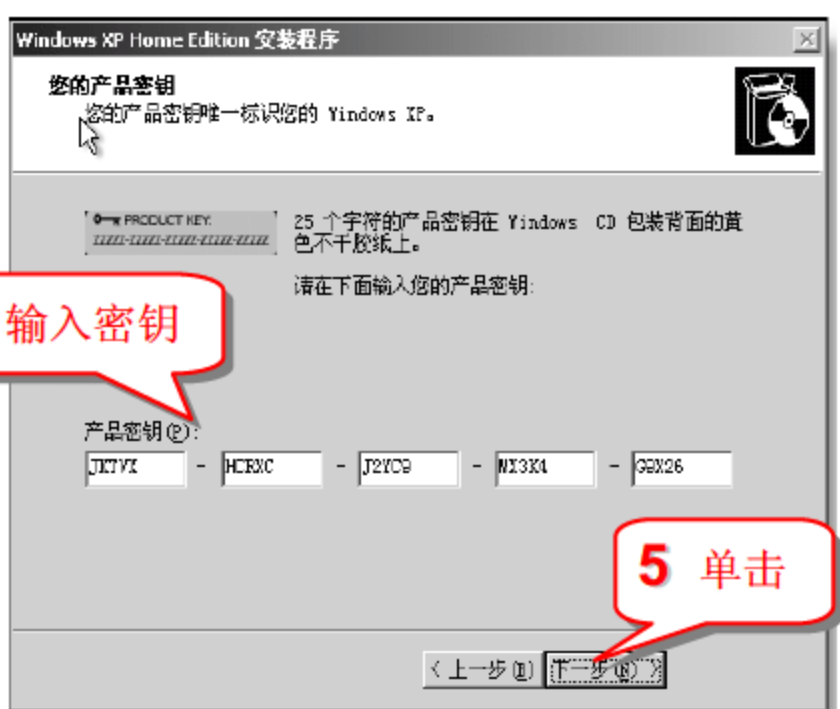 Windows XP Home Edition 安装程序
您的产品密钥
您的产品密钥唯一标识您的 Windows XP。
PRODUCT KEY:
25 个字符的产品密钥在 Windows CD 包装背面的黄
色不干胶纸上。
请在下面输入您的产品密钥:
输入密钥
产品密钥(P):
- - - -
5 单击
< 上一步(B) 下一步(N) >